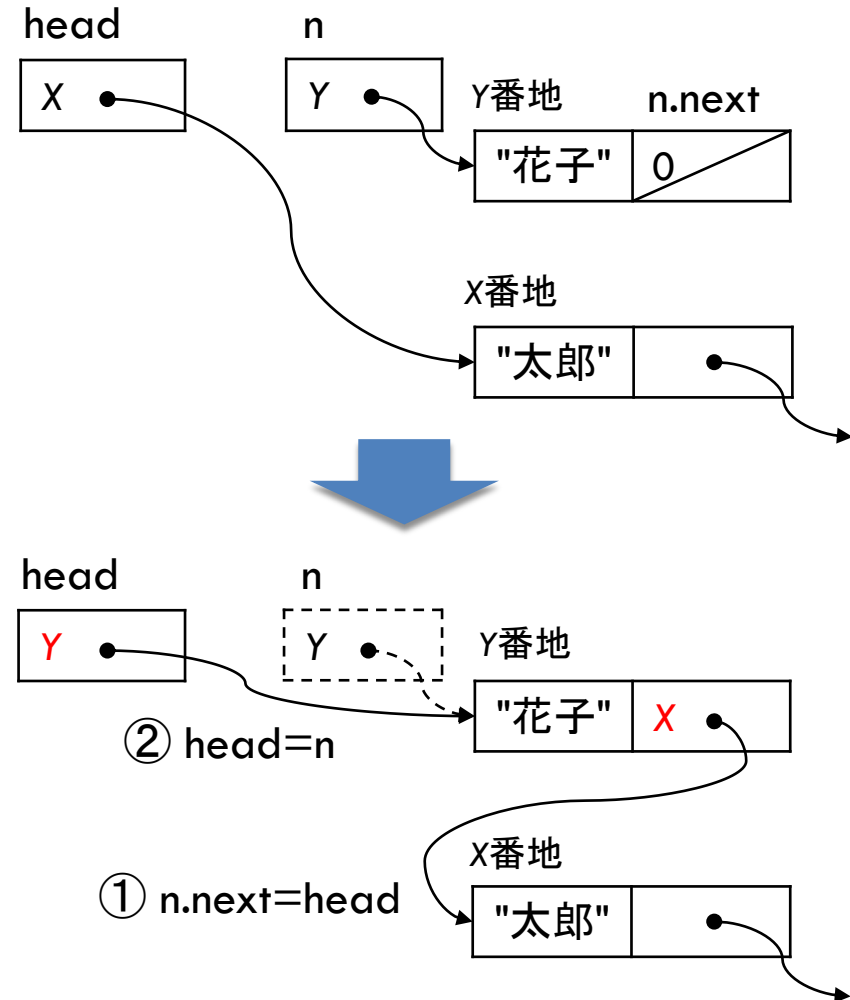 head n
X Y Y番地 n.next
"花子" 0
X番地
"太郎"
head n
Y Y Y番地
"花子" X
② head=n
X番地
① n.next=head "太郎"